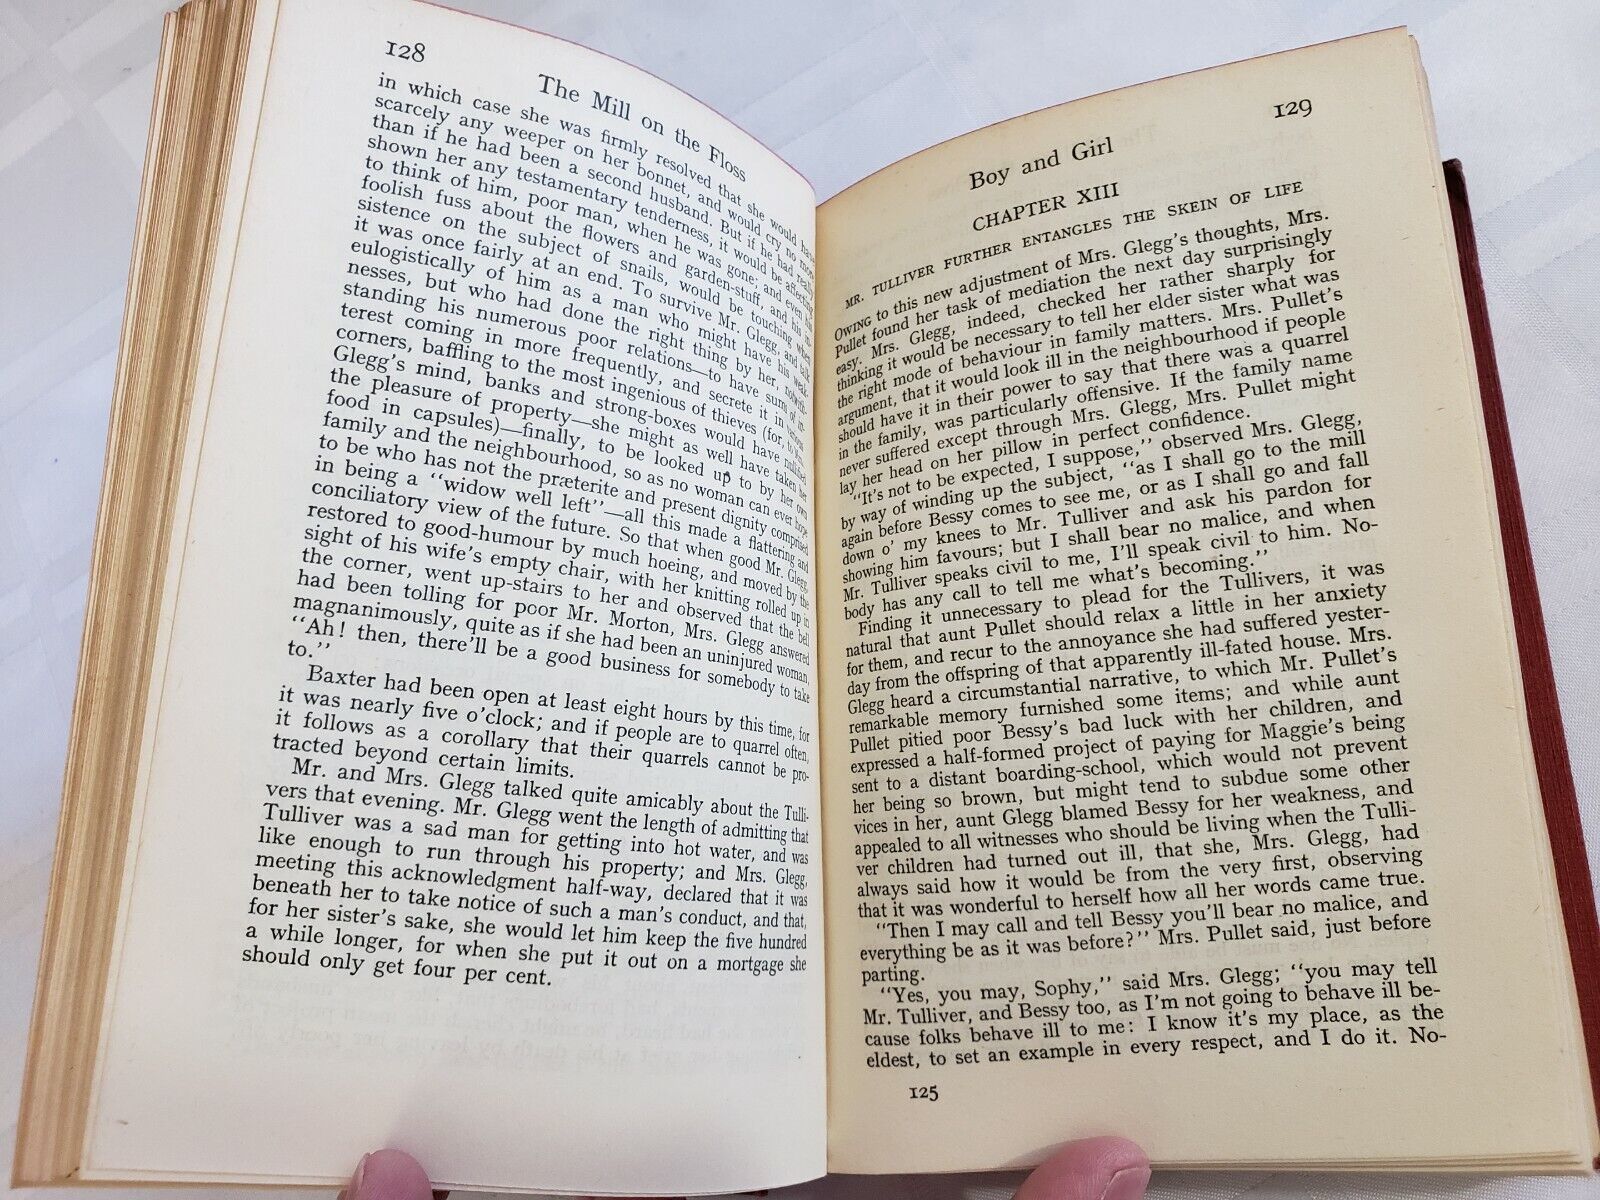 128
The Mill on the Floss
in which case she was firmly resolved that she would have
scarcely any weeper on her bonnet, and would cry no more
than if he had been a second husband. But if he had really
shown her any testamentary tenderness, it would be affecting
to think of him, poor man, when he was gone; and even his
foolish fuss about the flowers and garden-stuff, and his in-
sistence on the subject of snails, would be touching when
it was once fairly at an end. To survive Mr. Glegg, and talk
eulogistically of him as a man who might have his weak-
nesses, but who had done the right thing by her, notwith-
standing his numerous poor relations—to have sums of in-
terest coming in more frequently, and secrete it in various
corners, baffling to the most ingenious of thieves (for, to Mrs.
Glegg's mind, banks and strong-boxes would have nullified
the pleasure of property—she might as well have taken her
food in capsules)—finally, to be looked up to by her own
family and the neighbourhood, so as no woman can ever hope
to be who has not the præterite and present dignity comprised
in being a "widow well left"—all this made a flattering and
conciliatory view of the future. So that when good Mr. Glegg,
restored to good-humour by much hoeing, and moved by the
sight of his wife's empty chair, with her knitting rolled up in
the corner, went up-stairs to her and observed that the bell
had been tolling for poor Mr. Morton, Mrs. Glegg answered
magnanimously, quite as if she had been an uninjured woman,
"Ah! then, there'll be a good business for somebody to take
to."
Baxter had been open at least eight hours by this time, for
it was nearly five o'clock; and if people are to quarrel often,
it follows as a corollary that their quarrels cannot be pro-
tracted beyond certain limits.
Mr. and Mrs. Glegg talked quite amicably about the Tulli-
vers that evening. Mr. Glegg went the length of admitting that
Tulliver was a sad man for getting into hot water, and was
like enough to run through his property; and Mrs. Glegg,
meeting this acknowledgment half-way, declared that it was
beneath her to take notice of such a man's conduct, and that,
for her sister's sake, she would let him keep the five hundred
a while longer, for when she put it out on a mortgage she
should only get four per cent.
129
Boy and Girl
CHAPTER XIII
MR. TULLIVER FURTHER ENTANGLES THE SKEIN OF LIFE
OWING to this new adjustment of Mrs. Glegg's thoughts, Mrs.
Pullet found her task of mediation the next day surprisingly
easy. Mrs. Glegg, indeed, checked her rather sharply for
thinking it would be necessary to tell her elder sister what was
the right mode of behaviour in family matters. Mrs. Pullet's
argument, that it would look ill in the neighbourhood if people
should have it in their power to say that there was a quarrel
in the family, was particularly offensive. If the family name
never suffered except through Mrs. Glegg, Mrs. Pullet might
lay her head on her pillow in perfect confidence.
"It's not to be expected, I suppose," observed Mrs. Glegg,
by way of winding up the subject, "as I shall go to the mill
again before Bessy comes to see me, or as I shall go and fall
down o' my knees to Mr. Tulliver and ask his pardon for
showing him favours; but I shall bear no malice, and when
Mr. Tulliver speaks civil to me, I'll speak civil to him. No-
body has any call to tell me what's becoming."
Finding it unnecessary to plead for the Tullivers, it was
natural that aunt Pullet should relax a little in her anxiety
for them, and recur to the annoyance she had suffered yester-
day from the offspring of that apparently ill-fated house. Mrs.
Glegg heard a circumstantial narrative, to which Mr. Pullet's
remarkable memory furnished some items; and while aunt
Pullet pitied poor Bessy's bad luck with her children, and
expressed a half-formed project of paying for Maggie's being
sent to a distant boarding-school, which would not prevent
her being so brown, but might tend to subdue some other
vices in her, aunt Glegg blamed Bessy for her weakness, and
appealed to all witnesses who should be living when the Tulli-
ver children had turned out ill, that she, Mrs. Glegg, had
always said how it would be from the very first, observing
that it was wonderful to herself how all her words came true.
"Then I may call and tell Bessy you'll bear no malice, and
everything be as it was before?" Mrs. Pullet said, just before
parting.
"Yes, you may, Sophy," said Mrs. Glegg; "you may tell
Mr. Tulliver, and Bessy too, as I'm not going to behave ill be-
cause folks behave ill to me: I know it's my place, as the
eldest, to set an example in every respect, and I do it. No-
125